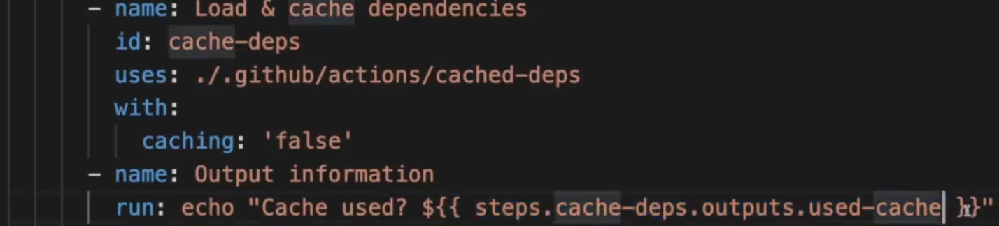 - name: Load & cache dependencies
id: cache-deps
uses: ./.github/actions/cached-deps
with:
caching: 'false'
- name: Output information
run: echo "Cache used? ${{ steps.cache-deps.outputs.used-cache }}"